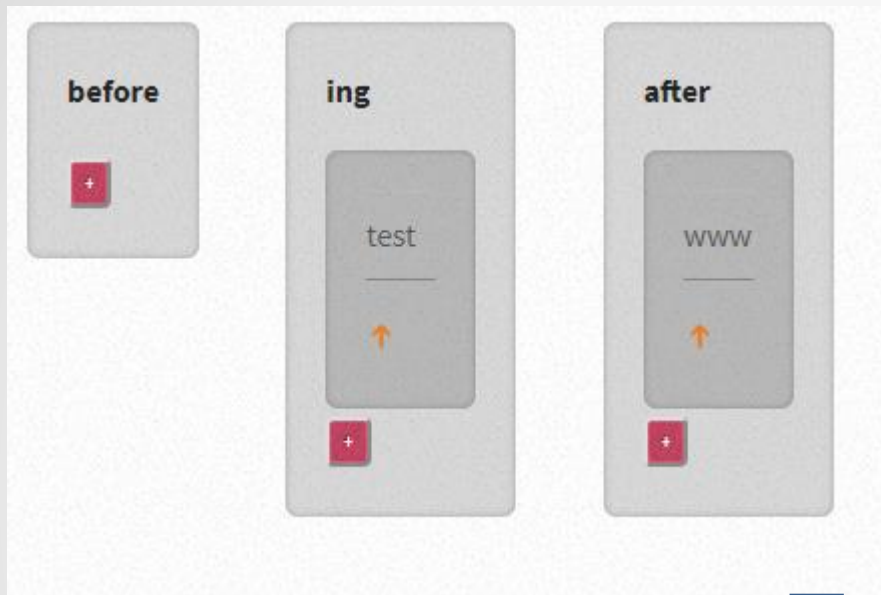 before
+
ing
test
+
after
www
+